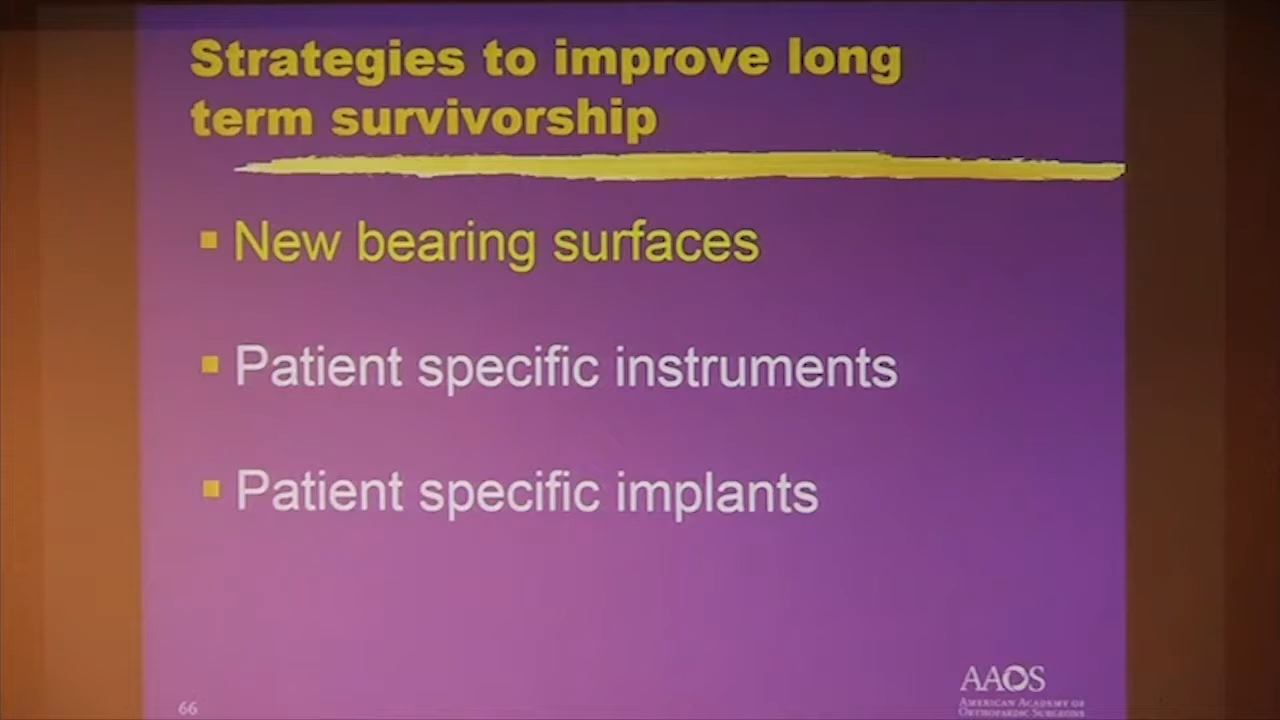 Strategies to improve long
term survivorship
New bearing surfaces
Patient specific instruments
Patient specific implants
66
AAOS
AMERICAN ACADEMY OF
ORTHOPAEDIC SURGEONS